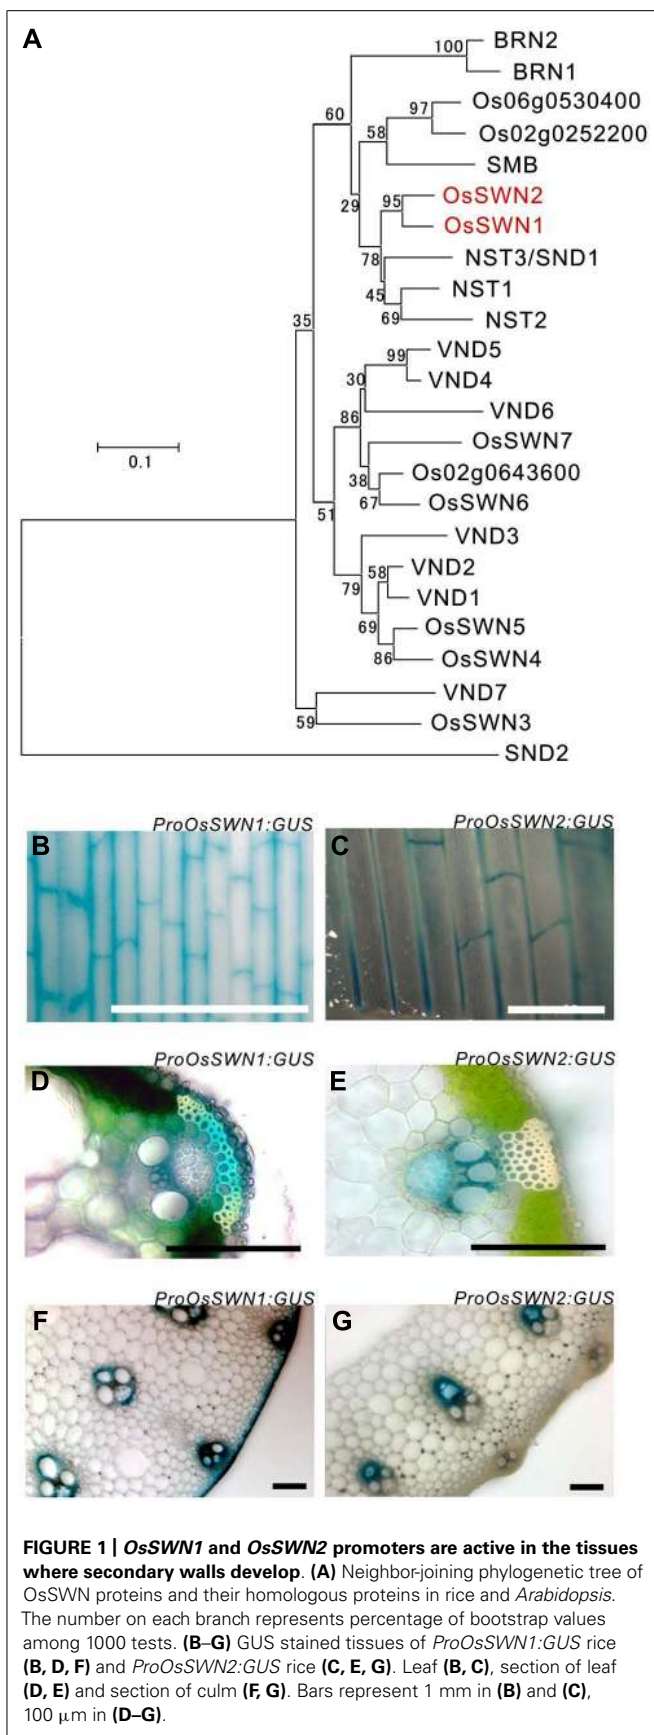 A
100
BRN2
BRN1
60
97
Os06g0530400
58
Os02g0252200
SMB
29
95
OsSWN2
OsSWN1
78
NST3/SND1
45
NST1
69
NST2
35
99
VND5
30
VND4
86
VND6
0.1
OsSWN7
38
Os02g0643600
67
OsSWN6
51
VND3
79
58
VND2
VND1
69
OsSWN5
86
OsSWN4
VND7
59
OsSWN3
SND2
ProOsSWN1:GUS
B
ProOsSWN2:GUS
C
ProOsSWN1:GUS
D
ProOsSWN2:GUS
E
ProOsSWN1:GUS
F
ProOsSWN2:GUS
G
FIGURE 1 | OsSWN1 and OsSWN2 promoters are active in the tissues
where secondary walls develop. (A) Neighbor-joining phylogenetic tree of
OsSWN proteins and their homologous proteins in rice and Arabidopsis.
The number on each branch represents percentage of bootstrap values
among 1000 tests. (B–G) GUS stained tissues of ProOsSWN1:GUS rice
(B, D, F) and ProOsSWN2:GUS rice (C, E, G). Leaf (B, C), section of leaf
(D, E) and section of culm (F, G). Bars represent 1 mm in (B) and (C),
100 μm in (D–G).